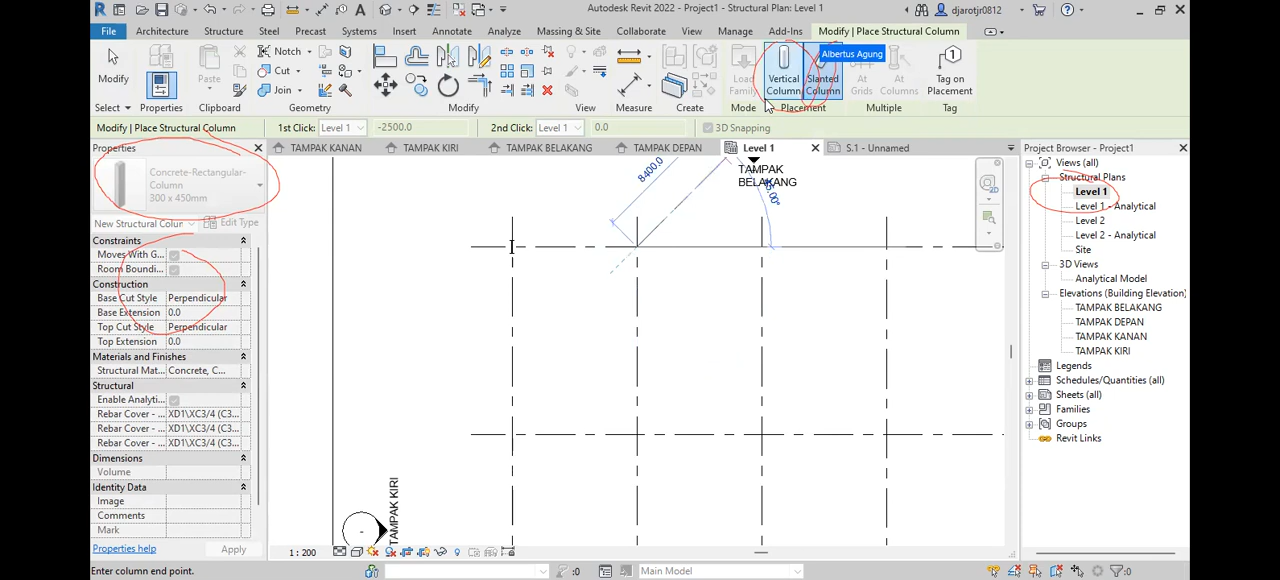 Autodesk Revit 2022 - Project1 - Structural Plan: Level 1
djarotjr0812
File
Architecture
Structure
Steel
Precast
Systems
Insert
Annotate
Analyze
Massing & Site
Collaborate
View
Manage
Add-Ins
Modify | Place Structural Column
Modify
Paste
Notch
Cut
Join
Load
Family
Vertical
Column
Albertus Agung
Slanted
Column
At
Grids
At
Columns
Tag on
Placement
Select
Properties
Clipboard
Geometry
Modify
View
Measure
Create
Mode
Placement
Multiple
Tag
Modify | Place Structural Column
1st Click: Level 1
-2500.0
2nd Click: Level 1
0.0
3D Snapping
Properties
TAMPAK KANAN
TAMPAK KIRI
TAMPAK BELAKANG
TAMPAK DEPAN
Level 1
S.1 - Unnamed
Project Browser - Project1
Concrete-Rectangular-
Column
300 x 450mm
New Structural Colur
Edit Type
Constraints
Moves With G...
Room Boundi...
Construction
Base Cut Style Perpendicular
Base Extension 0.0
Top Cut Style Perpendicular
Top Extension 0.0
Materials and Finishes
Structural Mat... Concrete, C...
Structural
Enable Analyti...
Rebar Cover - ... XD1\XC3/4 (C3...
Rebar Cover - ... XD1\XC3/4 (C3...
Rebar Cover - ... XD1\XC3/4 (C3...
Dimensions
Volume
Identity Data
Image
Comments
Mark
Properties help
Apply
8400.0
TAMPAK
BELAKANG
TAMPAK KIRI
Views (all)
Structural Plans
Level 1
Level 1 - Analytical
Level 2
Level 2 - Analytical
Site
3D Views
Analytical Model
Elevations (Building Elevation)
TAMPAK BELAKANG
TAMPAK DEPAN
TAMPAK KANAN
TAMPAK KIRI
Legends
Schedules/Quantities (all)
Sheets (all)
Families
Groups
Revit Links
1 : 200
Enter column end point.
:0
Main Model
:0